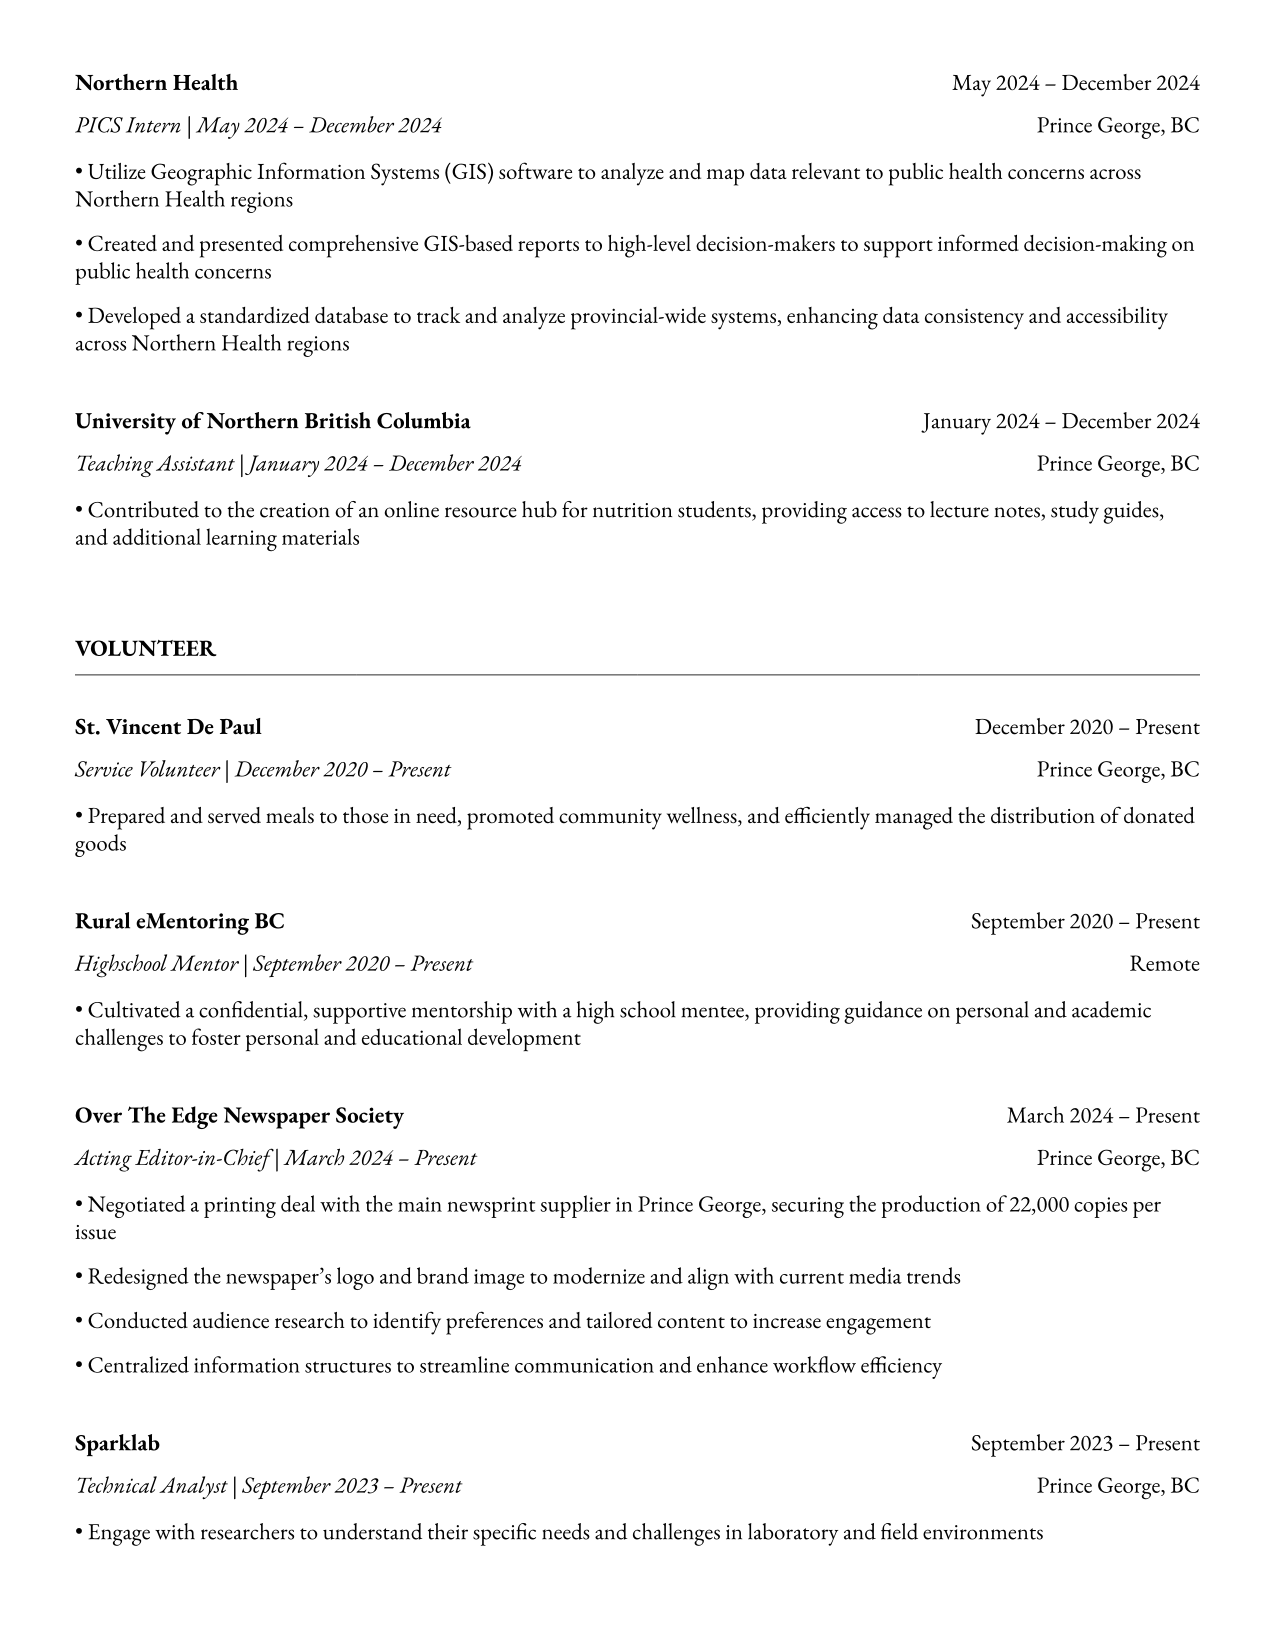 Northern Health May 2024 – December 2024
PICS Intern | May 2024 – December 2024 Prince George, BC
• Utilize Geographic Information Systems (GIS) software to analyze and map data relevant to public health concerns across
Northern Health regions
• Created and presented comprehensive GIS-based reports to high-level decision-makers to support informed decision-making on
public health concerns
• Developed a standardized database to track and analyze provincial-wide systems, enhancing data consistency and accessibility
across Northern Health regions
University of Northern British Columbia January 2024 – December 2024
Teaching Assistant | January 2024 – December 2024 Prince George, BC
• Contributed to the creation of an online resource hub for nutrition students, providing access to lecture notes, study guides,
and additional learning materials
VOLUNTEER
St. Vincent De Paul December 2020 – Present
Service Volunteer | December 2020 – Present Prince George, BC
• Prepared and served meals to those in need, promoted community wellness, and efficiently managed the distribution of donated
goods
Rural eMentoring BC September 2020 – Present
Highschool Mentor | September 2020 – Present Remote
• Cultivated a confidential, supportive mentorship with a high school mentee, providing guidance on personal and academic
challenges to foster personal and educational development
Over The Edge Newspaper Society March 2024 – Present
Acting Editor-in-Chief | March 2024 – Present Prince George, BC
• Negotiated a printing deal with the main newsprint supplier in Prince George, securing the production of 22,000 copies per
issue
• Redesigned the newspaper’s logo and brand image to modernize and align with current media trends
• Conducted audience research to identify preferences and tailored content to increase engagement
• Centralized information structures to streamline communication and enhance workflow efficiency
Sparklab September 2023 – Present
Technical Analyst | September 2023 – Present Prince George, BC
• Engage with researchers to understand their specific needs and challenges in laboratory and field environments